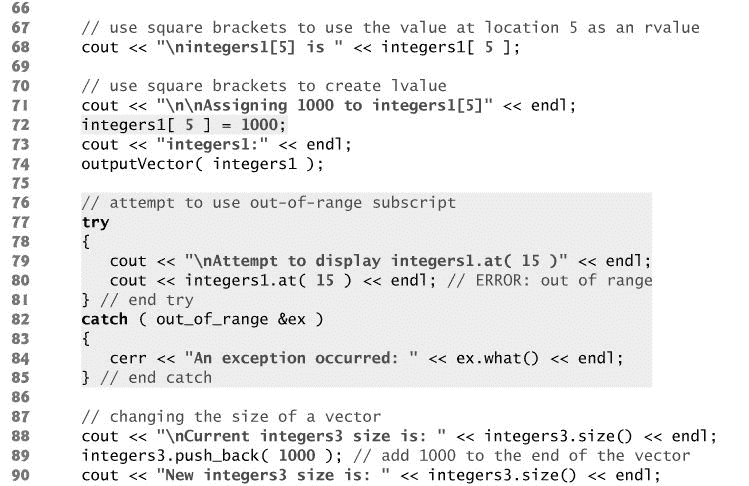 66
67 // use square brackets to use the value at location 5 as an rvalue
68 cout << "\nintegers1[5] is " << integers1[ 5 ];
69
70 // use square brackets to create lvalue
71 cout << "\n\nAssigning 1000 to integers1[5]" << endl;
72 integers1[ 5 ] = 1000;
73 cout << "integers1:" << endl;
74 outputVector( integers1 );
75
76 // attempt to use out-of-range subscript
77 try
78 {
79    cout << "\nAttempt to display integers1.at( 15 )" << endl;
80    cout << integers1.at( 15 ) << endl; // ERROR: out of range
81 } // end try
82 catch ( out_of_range &ex )
83 {
84    cerr << "An exception occurred: " << ex.what() << endl;
85 } // end catch
86
87 // changing the size of a vector
88 cout << "\nCurrent integers3 size is: " << integers3.size() << endl;
89 integers3.push_back( 1000 ); // add 1000 to the end of the vector
90 cout << "New integers3 size is: " << integers3.size() << endl;